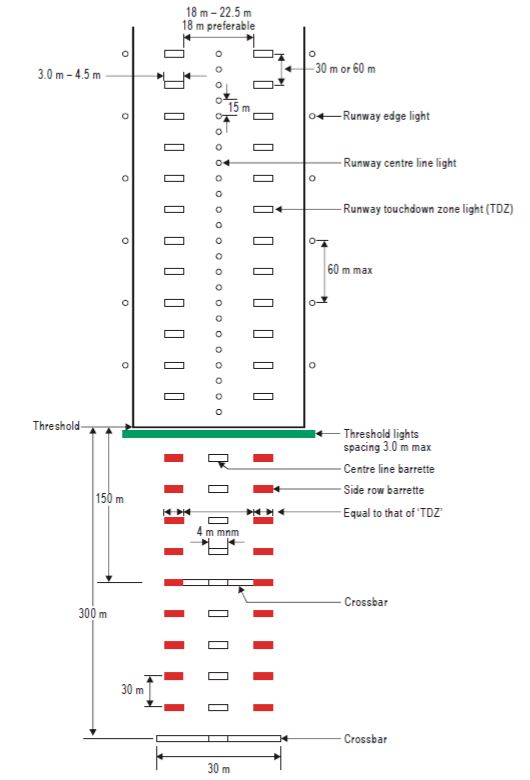 18 m – 22.5 m
18 m preferable
3.0 m – 4.5 m
30 m or 60 m
15 m
Runway edge light
Runway centre line light
Runway touchdown zone light (TDZ)
60 m max
Threshold
Threshold lights
spacing 3.0 m max
Centre line barrette
150 m
Side row barrette
Equal to that of ‘TDZ’
4 m mnm
Crossbar
300 m
30 m
Crossbar
30 m